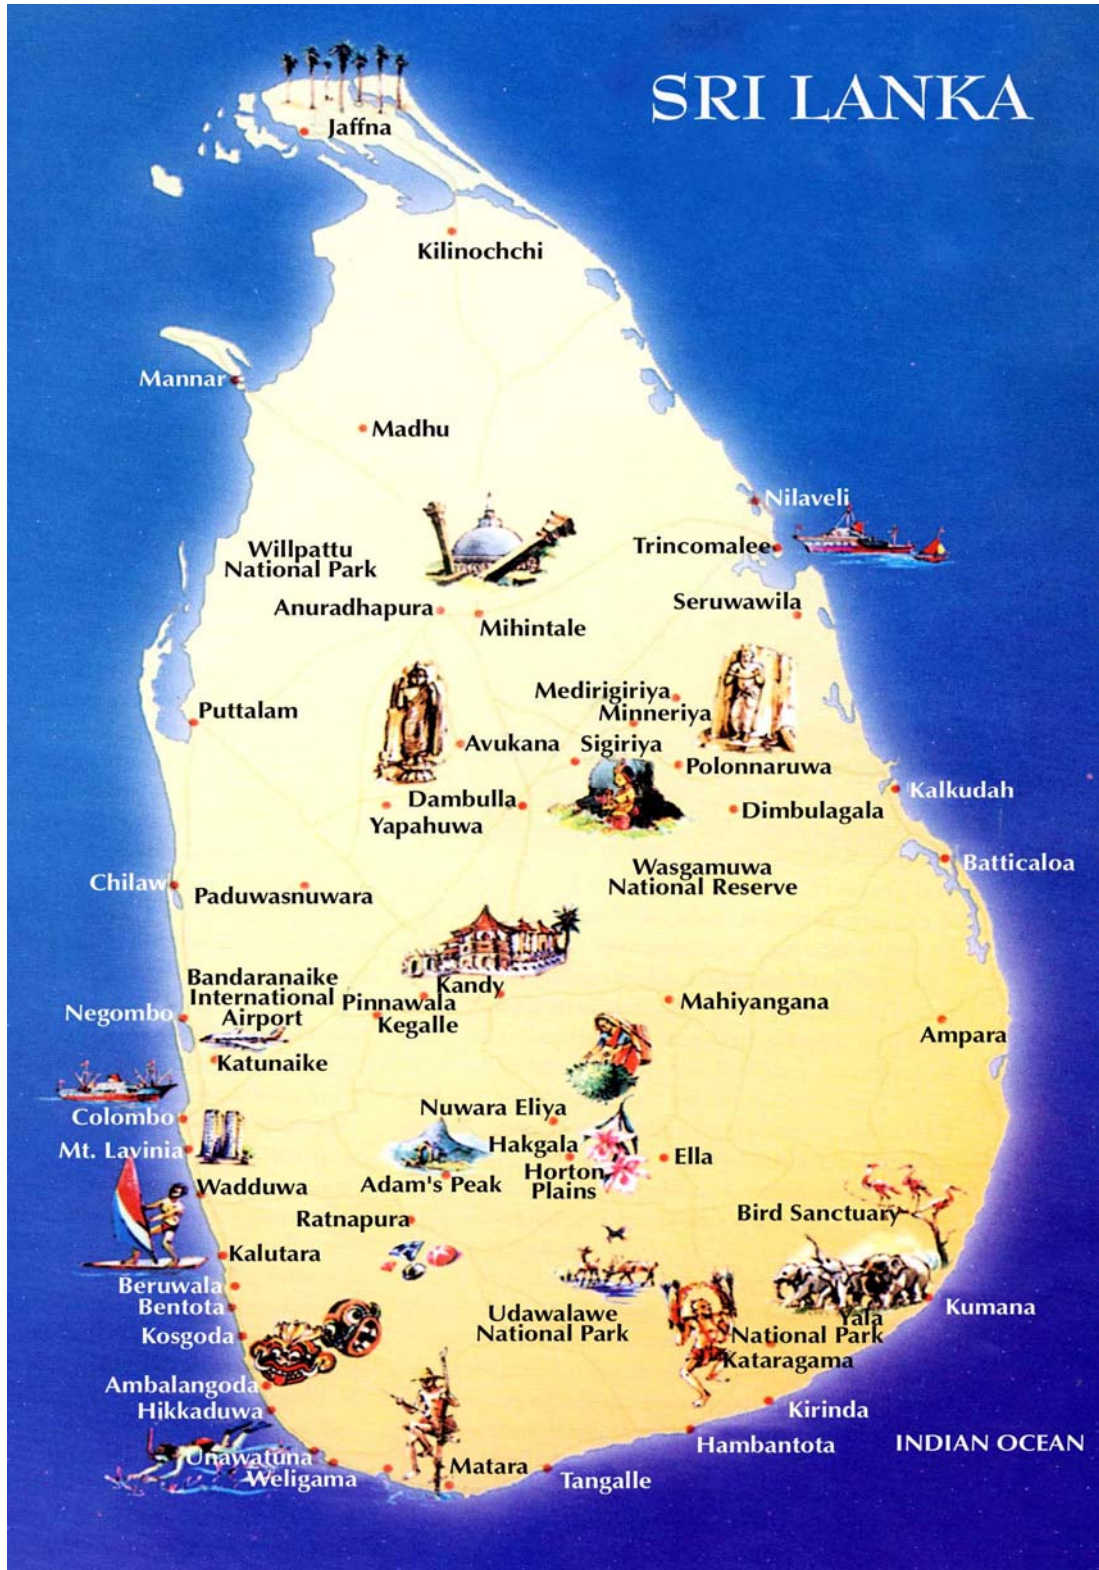 SRI LANKA
Jaffna
Kilinochchi
Mannar
Madhu
Nilaveli
Willpattu
National Park
Trincomalee
Anuradhapura
Mihintale
Seruwawila
Medirigiriya
Minneriya
Puttalam
Avukana
Sigiriya
Polonnaruwa
Kalkudah
Dambulla
Yapahuwa
Dimbulagala
Batticaloa
Wasgamuwa
National Reserve
Chilaw
Paduwasnuwara
Bandaranaike
International
Airport
Kandy
Pinnawala
Kegalle
Mahiyangana
Negombo
Ampara
Katunaike
Colombo
Nuwara Eliya
Mt. Lavinia
Hakgala
Horton
Plains
Ella
Wadduwa
Adam's Peak
Ratnapura
Bird Sanctuary
Kalutara
Beruwala
Bentota
Kosgoda
Udawalawe
National Park
Yala
National Park
Kumana
Kataragama
Ambalangoda
Hikkaduwa
Kirinda
Hambantota
INDIAN OCEAN
Unawatuna
Weligama
Matara
Tangalle